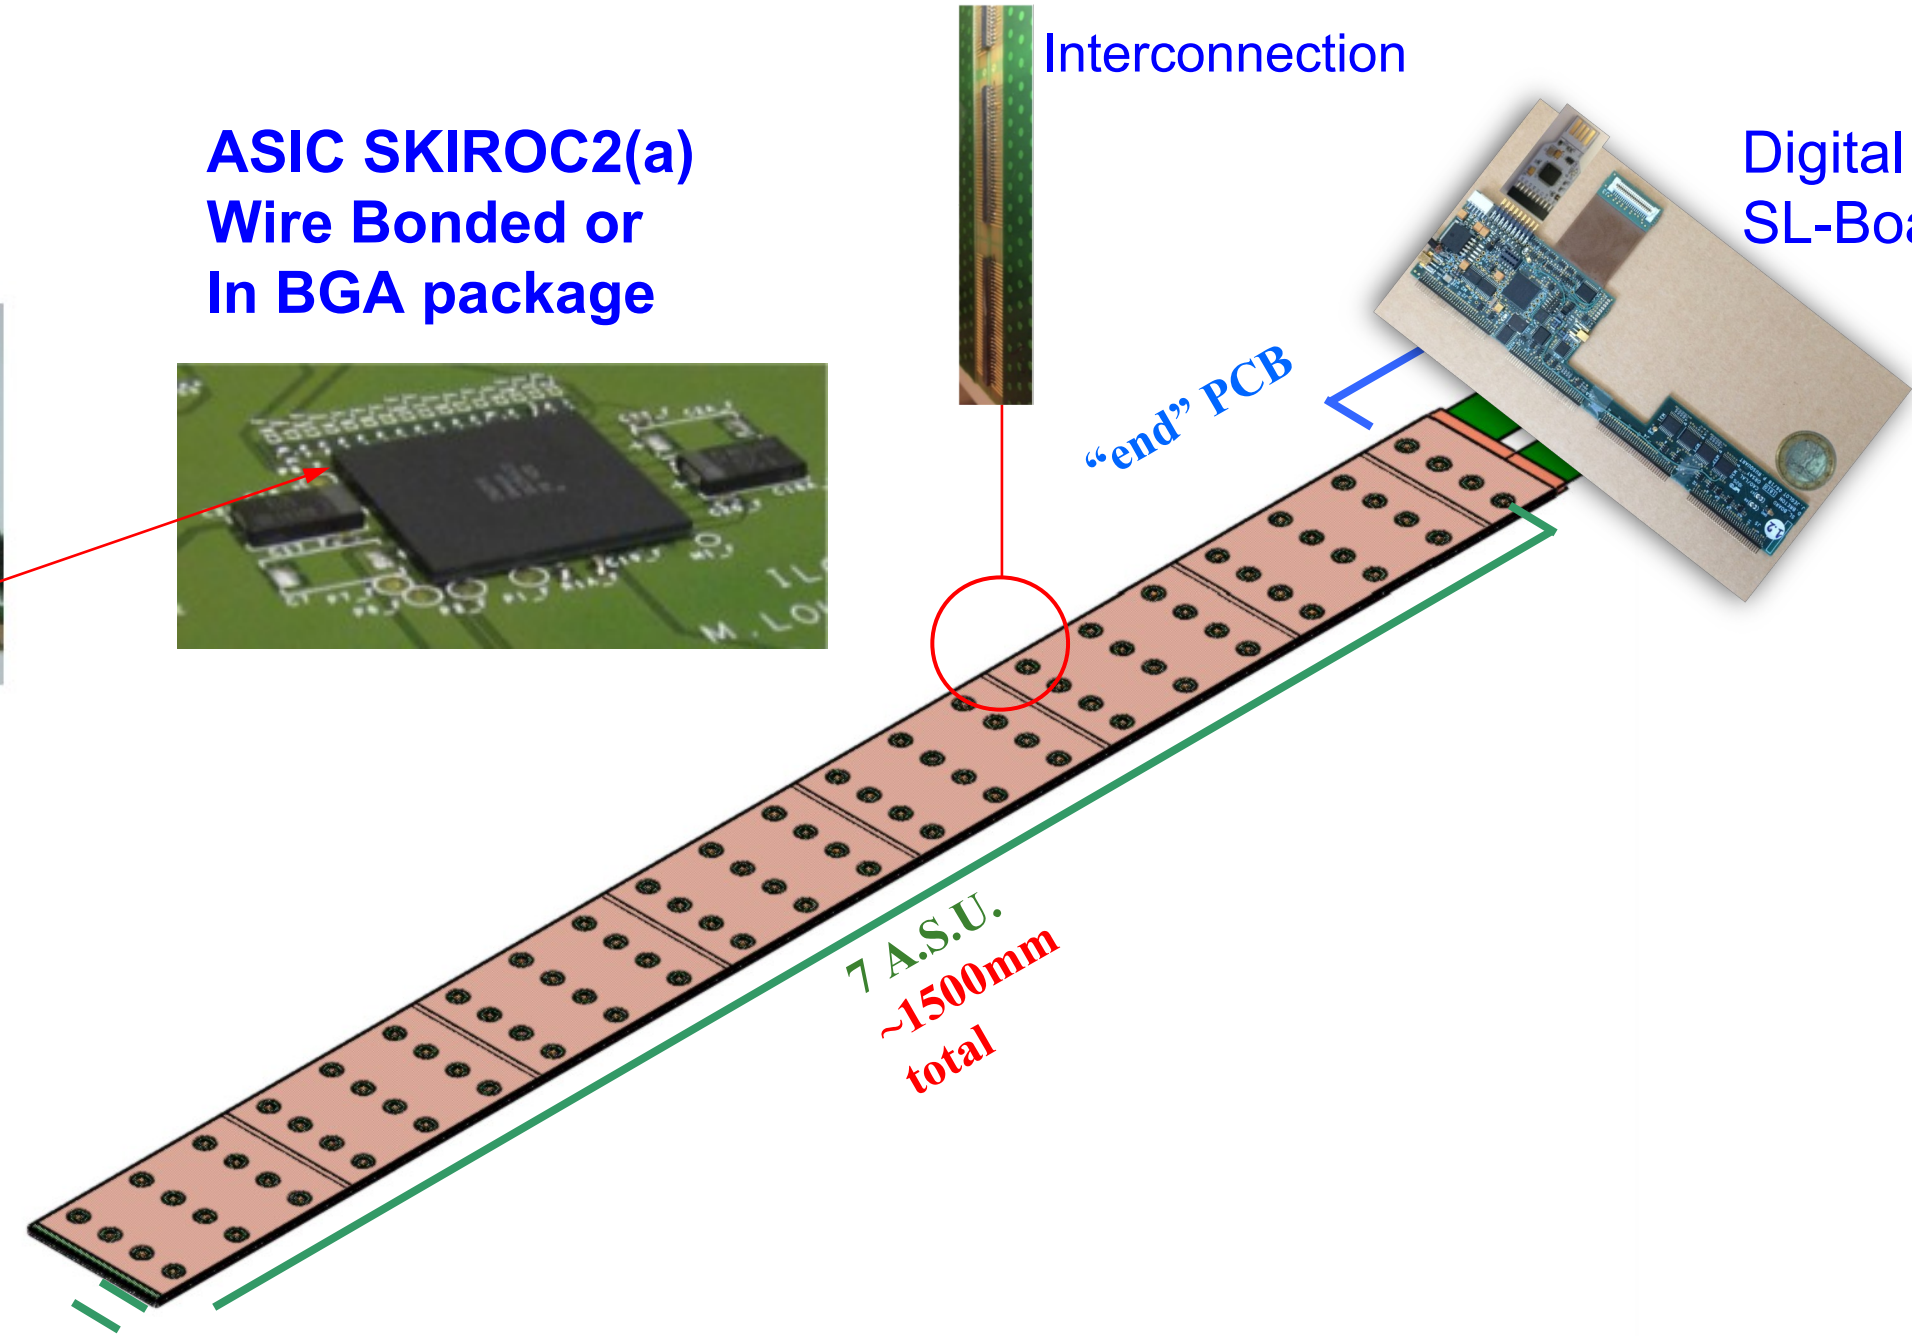 Interconnection
ASIC SKIROC2(a)
Wire Bonded or
In BGA package
Digital
“end” PCB
7 A.S.U.
~1500mm
total